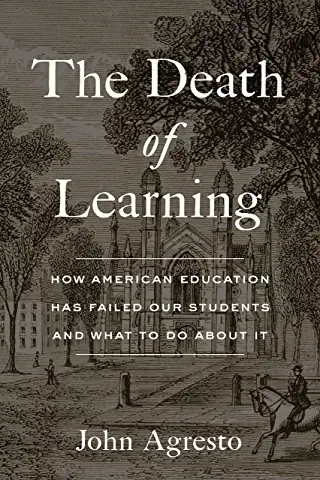 The Death
of
Learning
HOW AMERICAN EDUCATION
HAS FAILED OUR STUDENTS
AND WHAT TO DO ABOUT IT
John Agresto